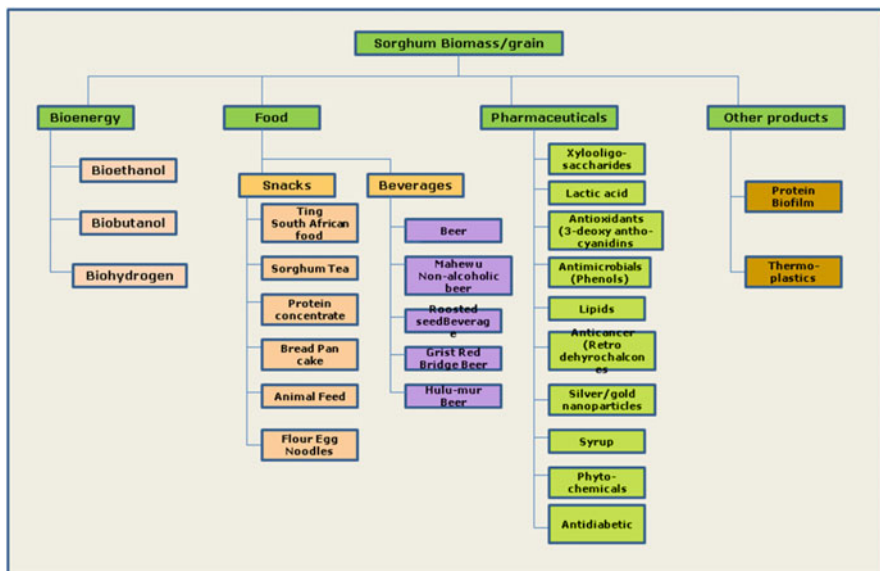 Sorghum Biomass/grain
Bioenergy
Food
Pharmaceuticals
Other products
Bioethanol
Biobutanol
Biohydrogen
Snacks
Ting
South African
food
Sorghum Tea
Protein
concentrate
Bread Pan
cake
Animal Feed
Flour Egg
Noodles
Beverages
Beer
Mahewu
Non-alcoholic
beer
Roosted
seedBeverag
e
Grist Red
Bridge Beer
Hulu-mur
Beer
Xylooligo-
saccharides
Lactic acid
Antioxidants
(3-deoxy antho-
cyanidins
Antimicrobials
(Phenols)
Lipids
Anticancer
(Retro
dehyrochalcon
es
Silver/gold
nanoparticles
Syrup
Phyto-
chemicals
Antidiabetic
Protein
Biofilm
Thermo-
plastics